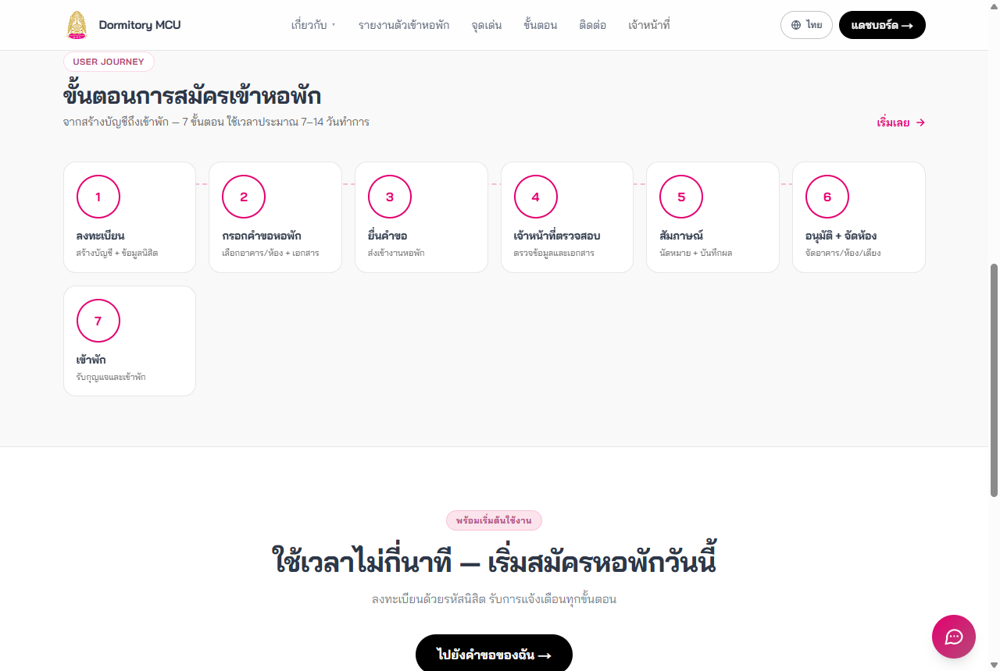 Dormitory MCU
เกี่ยวกับ
รายงานตัวเข้าหอพัก
จุดเด่น
ขั้นตอน
ติดต่อ
เจ้าหน้าที่
ไทย
แดชบอร์ด →
USER JOURNEY
ขั้นตอนการสมัครเข้าหอพัก
จากสร้างบัญชีถึงเข้าพัก — 7 ขั้นตอน ใช้เวลาประมาณ 7–14 วันทำการ
เริ่มเลย →
1
ลงทะเบียน
สร้างบัญชี + ข้อมูลนิสิต
2
กรอกคำขอหอพัก
เลือกอาคาร/ห้อง + เอกสาร
3
ยื่นคำขอ
ส่งเข้างานหอพัก
4
เจ้าหน้าที่ตรวจสอบ
ตรวจข้อมูลและเอกสาร
5
สัมภาษณ์
นัดหมาย + บันทึกผล
6
อนุมัติ + จัดห้อง
จัดอาคาร/ห้อง/เตียง
7
เข้าพัก
รับกุญแจและเข้าพัก
พร้อมเริ่มต้นใช้งาน
ใช้เวลาไม่กี่นาที — เริ่มสมัครหอพักวันนี้
ลงทะเบียนด้วยรหัสนิสิต รับการแจ้งเตือนทุกขั้นตอน
ไปยังคำขอของฉัน →